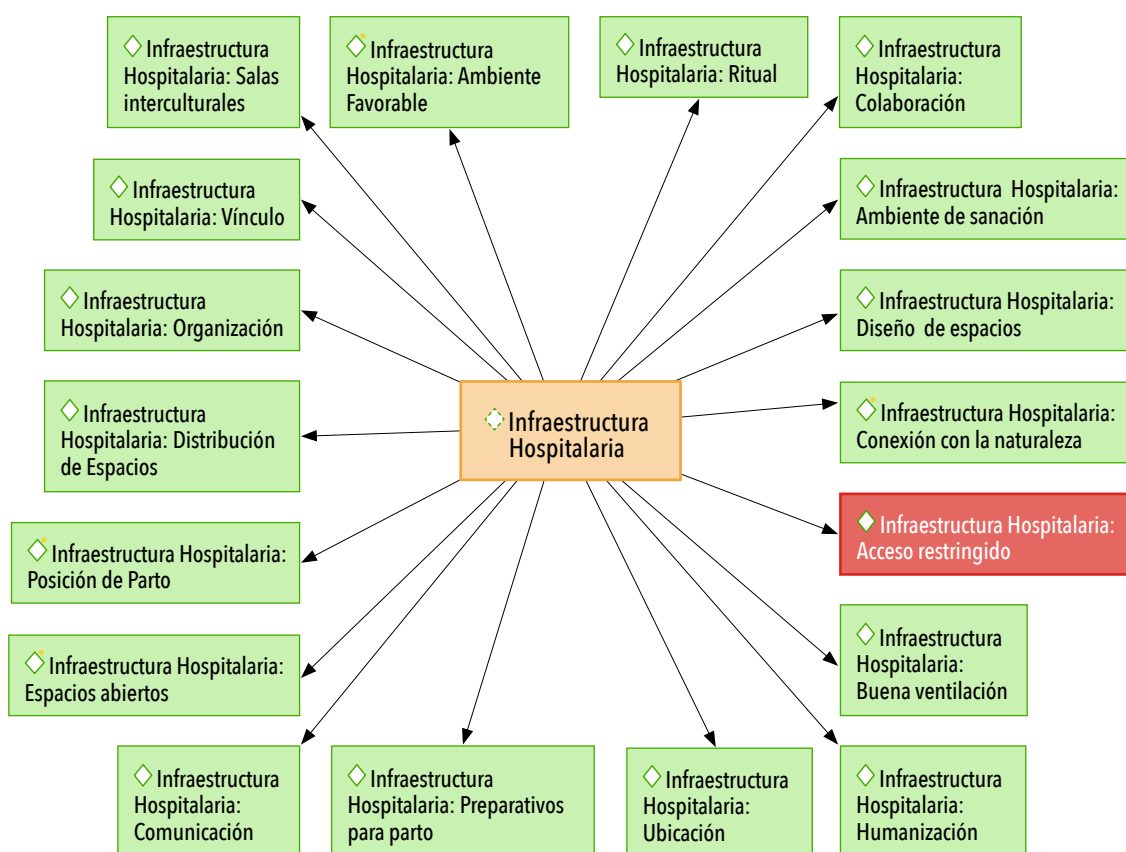 Infraestructura
Hospitalaria: Salas
interculturales
Infraestructura
Hospitalaria: Ambiente
Favorable
Infraestructura
Hospitalaria: Ritual
Infraestructura
Hospitalaria:
Colaboración
Infraestructura
Hospitalaria: Vínculo
Infraestructura Hospitalaria:
Ambiente de sanación
Infraestructura
Hospitalaria: Organización
Infraestructura Hospitalaria:
Diseño de espacios
Infraestructura
Hospitalaria: Distribución
de Espacios
Infraestructura
Hospitalaria
Infraestructura Hospitalaria:
Conexión con la naturaleza
Infraestructura Hospitalaria:
Posición de Parto
Infraestructura Hospitalaria:
Acceso restringido
Infraestructura Hospitalaria:
Espacios abiertos
Infraestructura
Hospitalaria:
Buena ventilación
Infraestructura
Hospitalaria:
Comunicación
Infraestructura
Hospitalaria: Preparativos
para parto
Infraestructura
Hospitalaria:
Ubicación
Infraestructura
Hospitalaria:
Humanización